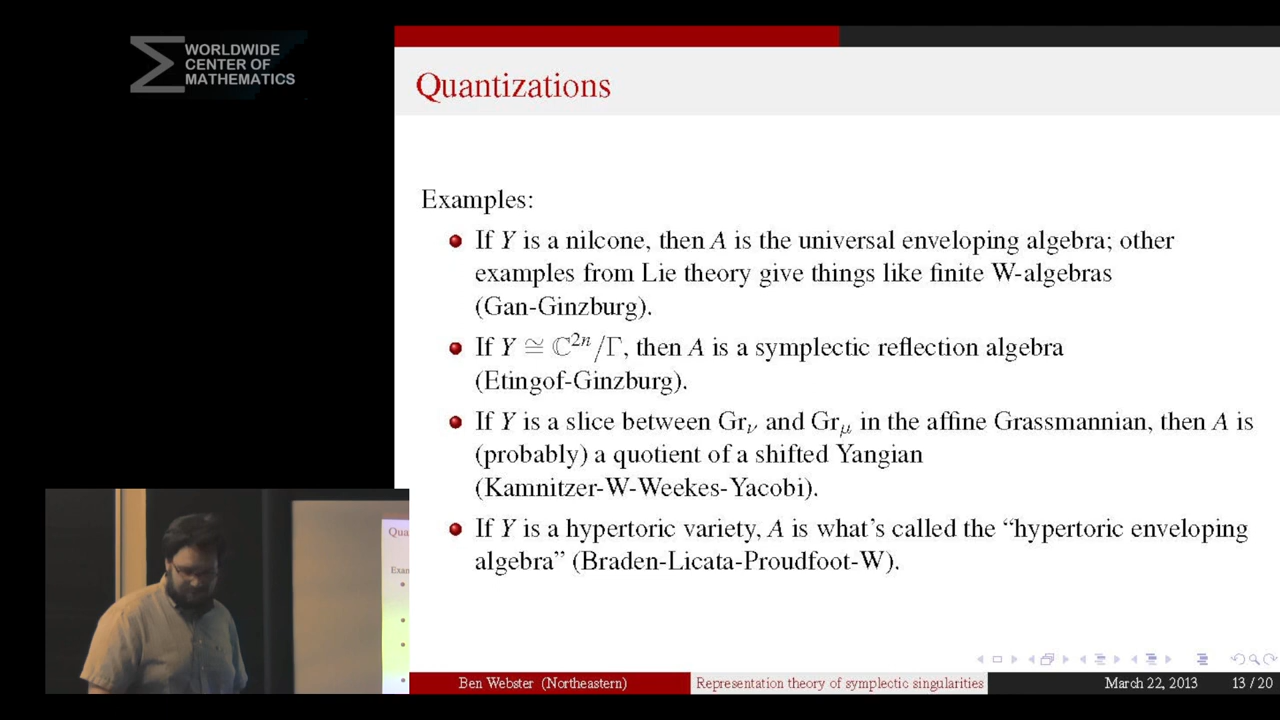 WORLDWIDE
CENTER OF
MATHEMATICS
Quantizations
Examples:
If Y is a nilcone, then A is the universal enveloping algebra; other
examples from Lie theory give things like finite W-algebras
(Gan-Ginzburg).
If Y ≅ ℂ²ⁿ/Γ, then A is a symplectic reflection algebra
(Etingof-Ginzburg).
If Y is a slice between Gr_ν and Gr_μ in the affine Grassmannian, then A is
(probably) a quotient of a shifted Yangian
(Kamnitzer-W-Weekes-Yacobi).
If Y is a hypertoric variety, A is what's called the “hypertoric enveloping
algebra” (Braden-Licata-Proudfoot-W).
Qua
Exam
Ben Webster (Northeastern) Representation theory of symplectic singularities March 22, 2013 13 / 20